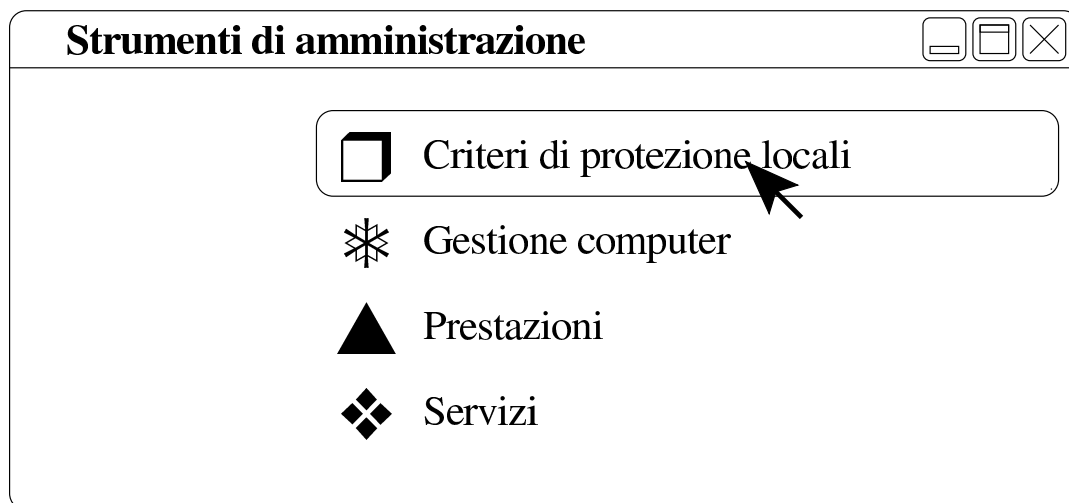 Strumenti di amministrazione
Criteri di protezione locali
Gestione computer
Prestazioni
Servizi